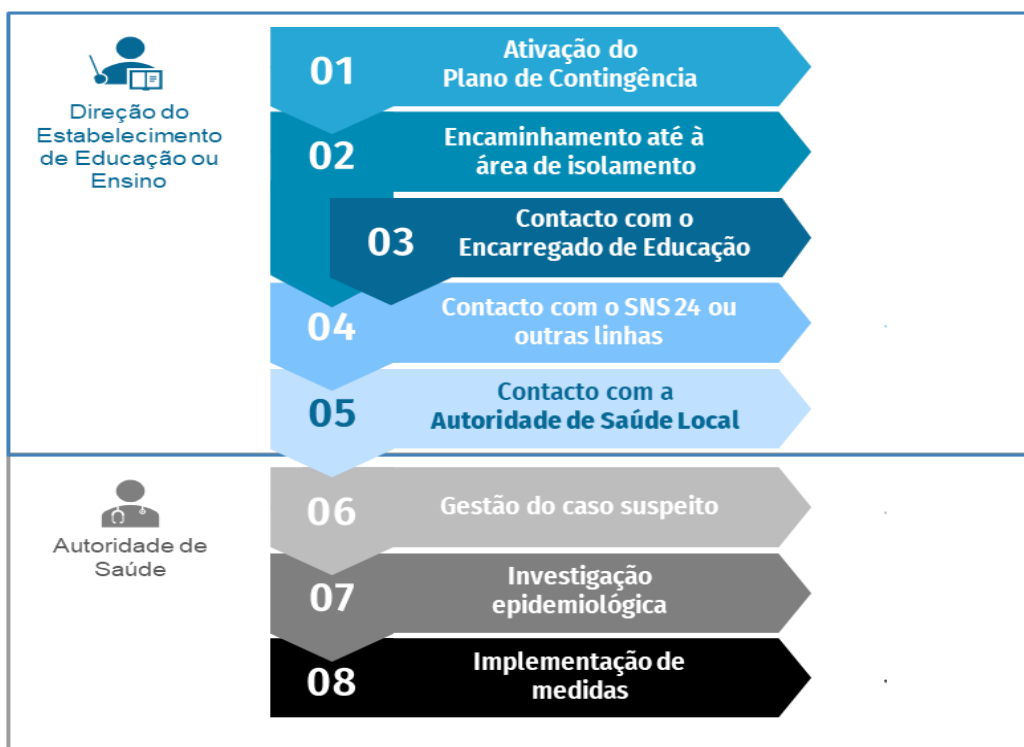 Direção do
Estabelecimento
de Educação ou
Ensino
01
Ativação do
Plano de Contingência
02
Encaminhamento até à
área de isolamento
03
Contacto com o
Encarregado de Educação
04
Contacto com o SNS 24 ou
outras linhas
05
Contacto com a
Autoridade de Saúde Local
Autoridade de
Saúde
06
Gestão do caso suspeito
07
Investigação
epidemiológica
08
Implementação de
medidas